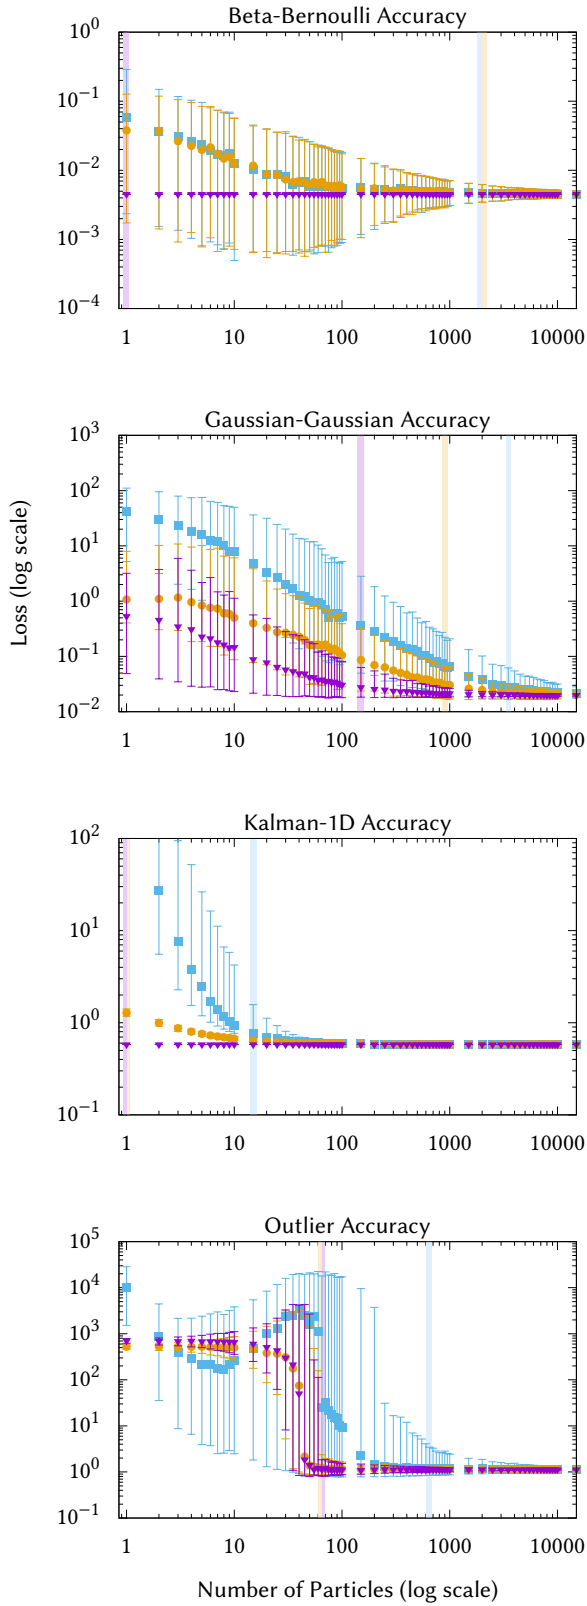 Beta-Bernoulli Accuracy
10^0
10^-1
10^-2
10^-3
10^-4
1 10 100 1000 10000
Gaussian-Gaussian Accuracy
10^3
10^2
10^1
10^0
10^-1
10^-2
1 10 100 1000 10000
Loss (log scale)
Kalman-1D Accuracy
10^2
10^1
10^0
10^-1
1 10 100 1000 10000
Outlier Accuracy
10^5
10^4
10^3
10^2
10^1
10^0
10^-1
1 10 100 1000 10000
Number of Particles (log scale)